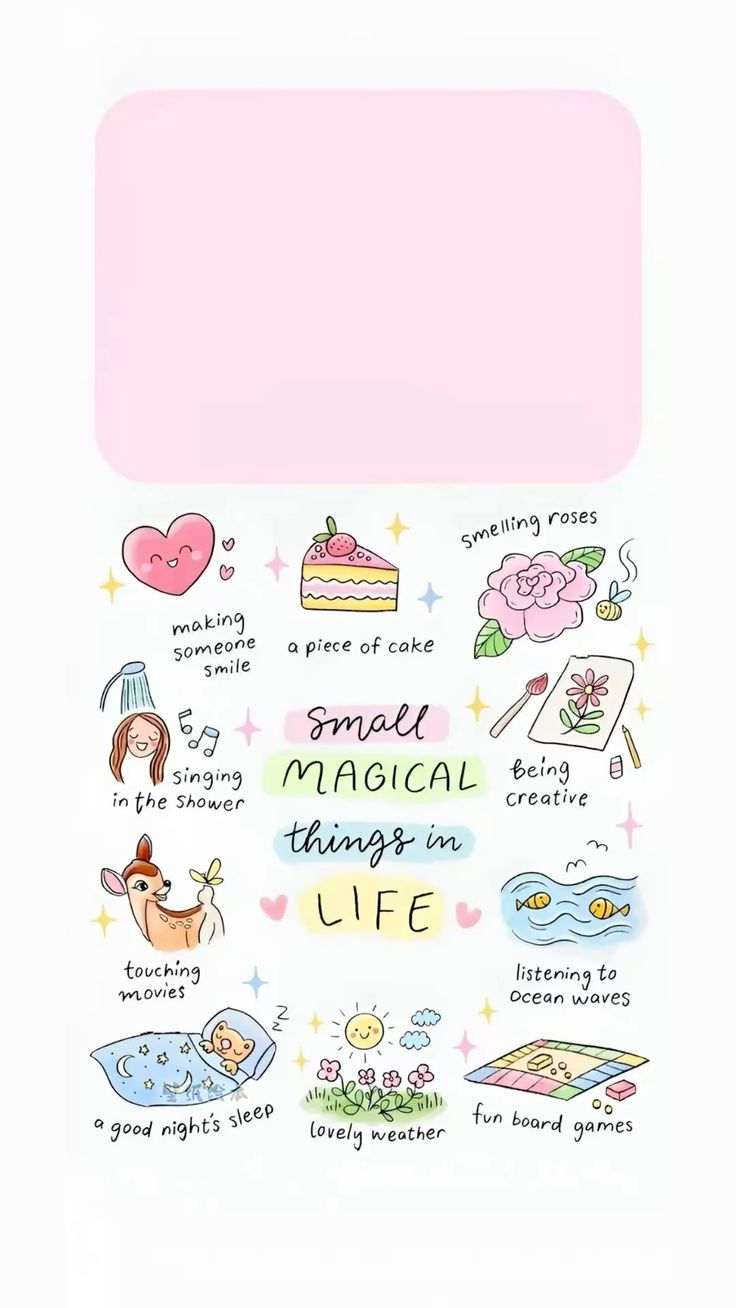 smelling roses
making
someone
smile
a piece of cake
singing
in the shower
small
MAGICAL
things in
LIFE
being
creative
touching
movies
listening to
ocean waves
z
z
a good night's sleep
lovely weather
fun board games